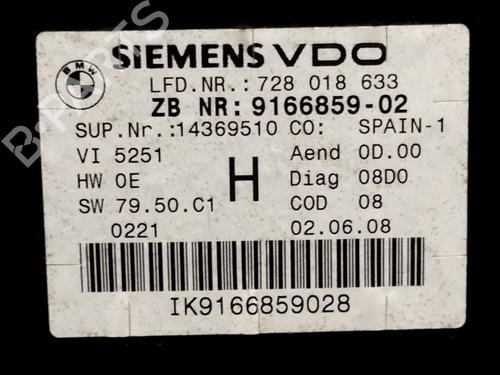 BMW
SIEMENS VDO
LFD.NR.: 728 018 633
ZB NR: 9166859-02
SUP.Nr.:14369510 CO: SPAIN-1
VI 5251 Aend 0D.00
HW 0E H Diag 08D0
SW 79.50.C1 COD 08
0221 02.06.08
IK9166859028